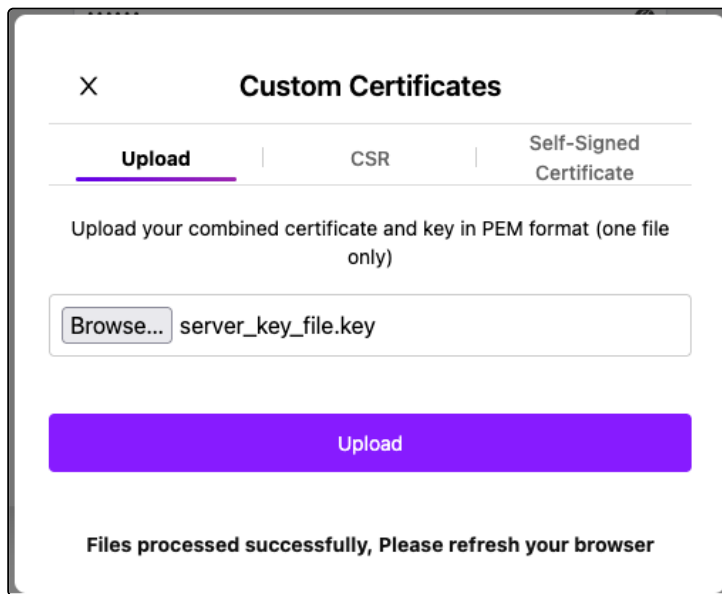 Custom Certificates
Upload
CSR
Self-Signed
Certificate
Upload your combined certificate and key in PEM format (one file
only)
Browse... server_key_file.key
Upload
Files processed successfully, Please refresh your browser